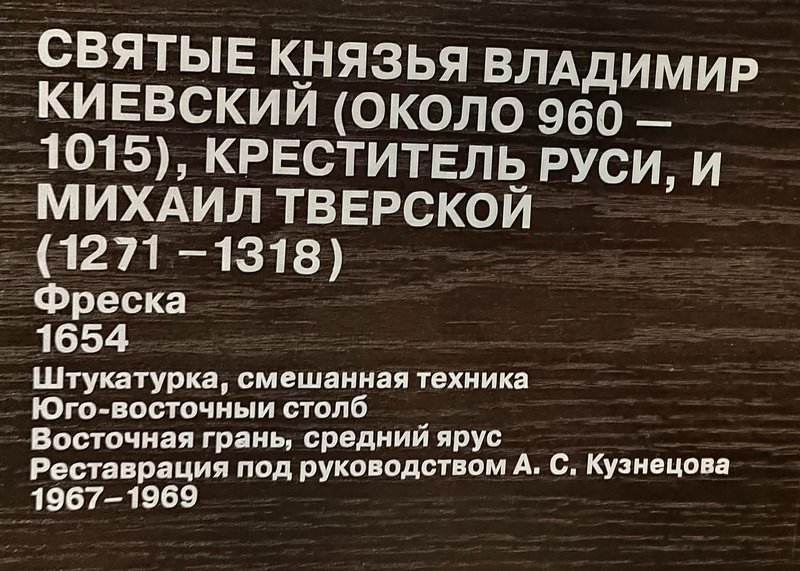 СВЯТЫЕ КНЯЗЬЯ ВЛАДИМИР
КИЕВСКИЙ (ОКОЛО 960 –
1015), КРЕСТИТЕЛЬ РУСИ, И
МИХАИЛ ТВЕРСКОЙ
(1271 –1318)
Фреска
1654
Штукатурка, смешанная техника
Юго-восточныи столб
Восточная грань, средний ярус
Реставрация под руководством А. С. Кузнецова
1967–1969